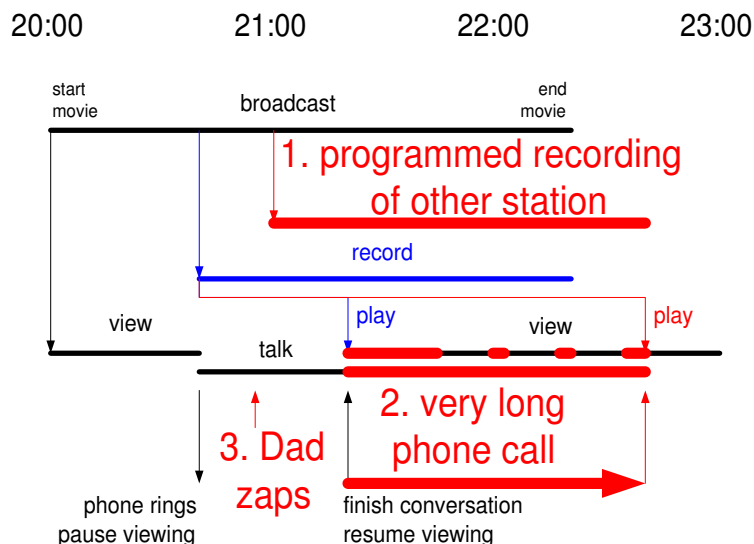 20:00 21:00 22:00 23:00
start
movie
broadcast
end
movie
1. programmed recording
of other station
record
view
play
view
play
talk
2. very long
phone call
3. Dad
zaps
phone rings
pause viewing
finish conversation
resume viewing